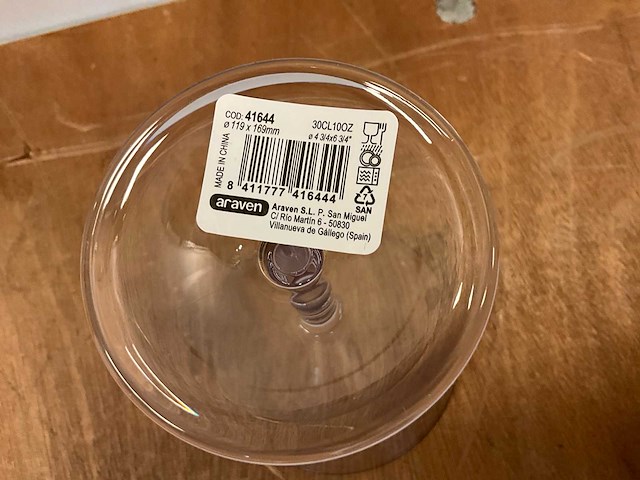 COD: 41644
ø 119 x 169mm
30CL10OZ
ø 4 3/4x6 3/4"
MADE IN CHINA
8 411777 416444
araven
Araven S.L. P. San Miguel
C/ Río Martín 6 - 50830
Villanueva de Gállego (Spain)
7
SAN